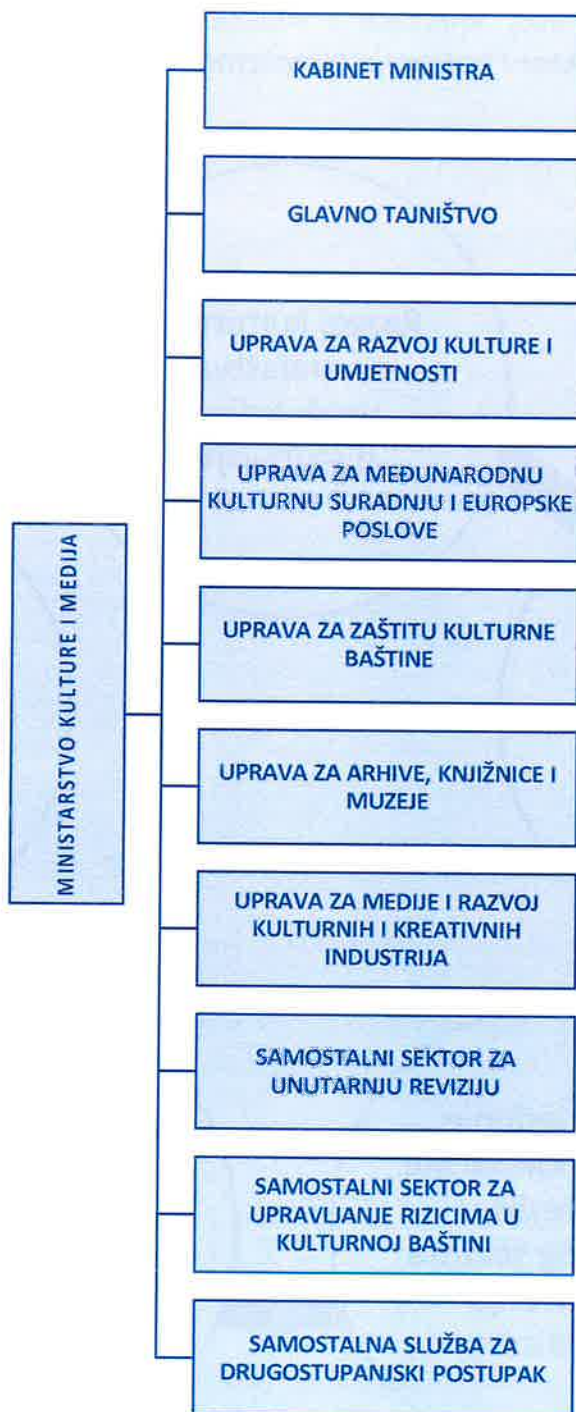 MINISTARSTVO KULTURE I MEDIJA
KABINET MINISTRA
GLAVNO TAJNIŠTVO
UPRAVA ZA RAZVOJ KULTURE I
UMJETNOSTI
UPRAVA ZA MEĐUNARODNU
KULTURNU SURADNJU I EUROPSKE
POSLOVE
UPRAVA ZA ZAŠTITU KULTURNE
BAŠTINE
UPRAVA ZA ARHIVE, KNJIŽNICE I
MUZEJE
UPRAVA ZA MEDIJE I RAZVOJ
KULTURNIH I KREATIVNIH
INDUSTRIJA
SAMOSTALNI SEKTOR ZA
UNUTARNJU REVIZIJU
SAMOSTALNI SEKTOR ZA
UPRAVLJANJE RIZICIMA U
KULTURNOJ BAŠTINI
SAMOSTALNA SLUŽBA ZA
DRUGOSTUPANJSKI POSTUPAK